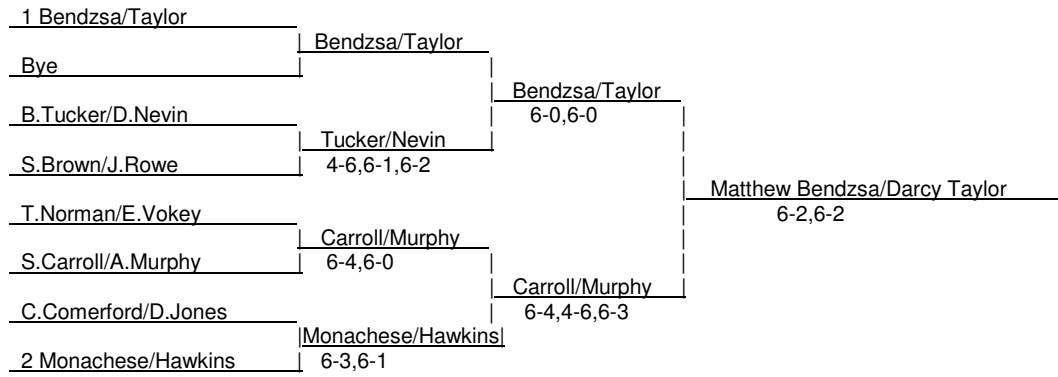 1 Bendzsa/Taylor
Bendzsa/Taylor
Bye
Bendzsa/Taylor
B.Tucker/D.Nevin
6-0,6-0
Tucker/Nevin
S.Brown/J.Rowe
4-6,6-1,6-2
Matthew Bendzsa/Darcy Taylor
T.Norman/E.Vokey
6-2,6-2
Carroll/Murphy
S.Carroll/A.Murphy
6-4,6-0
Carroll/Murphy
C.Comerford/D.Jones
6-4,4-6,6-3
Monachese/Hawkins
2 Monachese/Hawkins
6-3,6-1